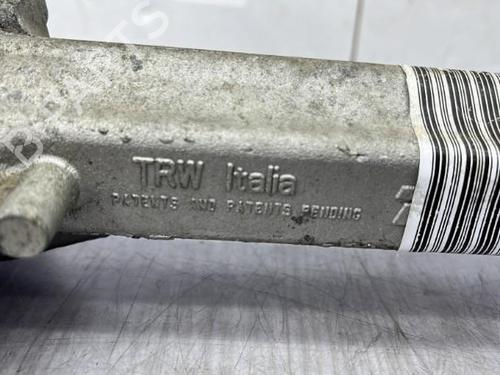 TRW Italia
PATENTS AND PATENTS PENDING